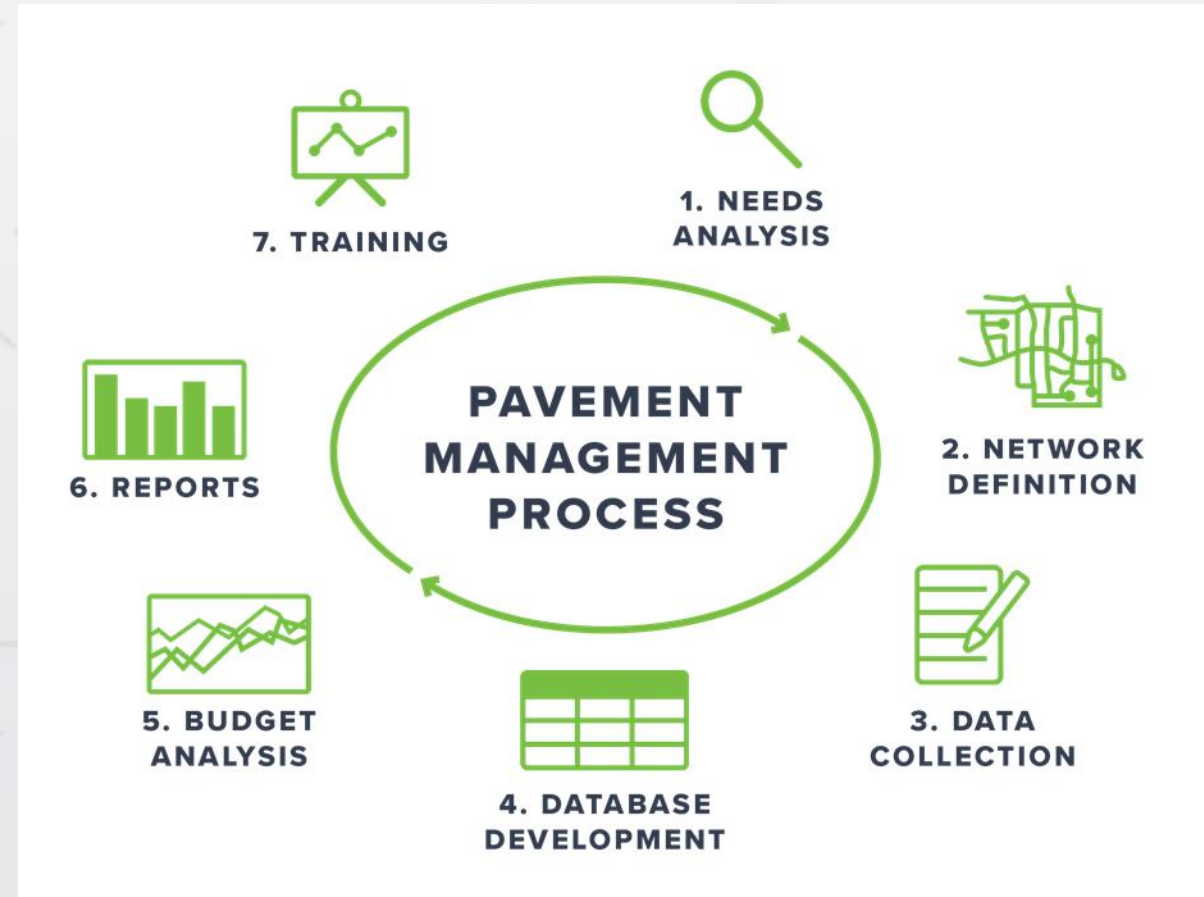 PAVEMENT
MANAGEMENT
PROCESS
1. NEEDS
ANALYSIS
2. NETWORK
DEFINITION
3. DATA
COLLECTION
4. DATABASE
DEVELOPMENT
5. BUDGET
ANALYSIS
6. REPORTS
7. TRAINING